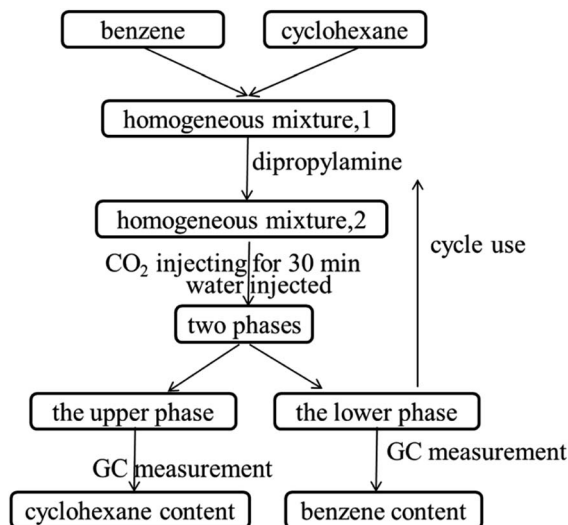 benzene
cyclohexane
homogeneous mixture,1
dipropylamine
homogeneous mixture,2
cycle use
CO₂ injecting for 30 min
water injected
two phases
the upper phase
the lower phase
GC measurement
GC measurement
cyclohexane content
benzene content